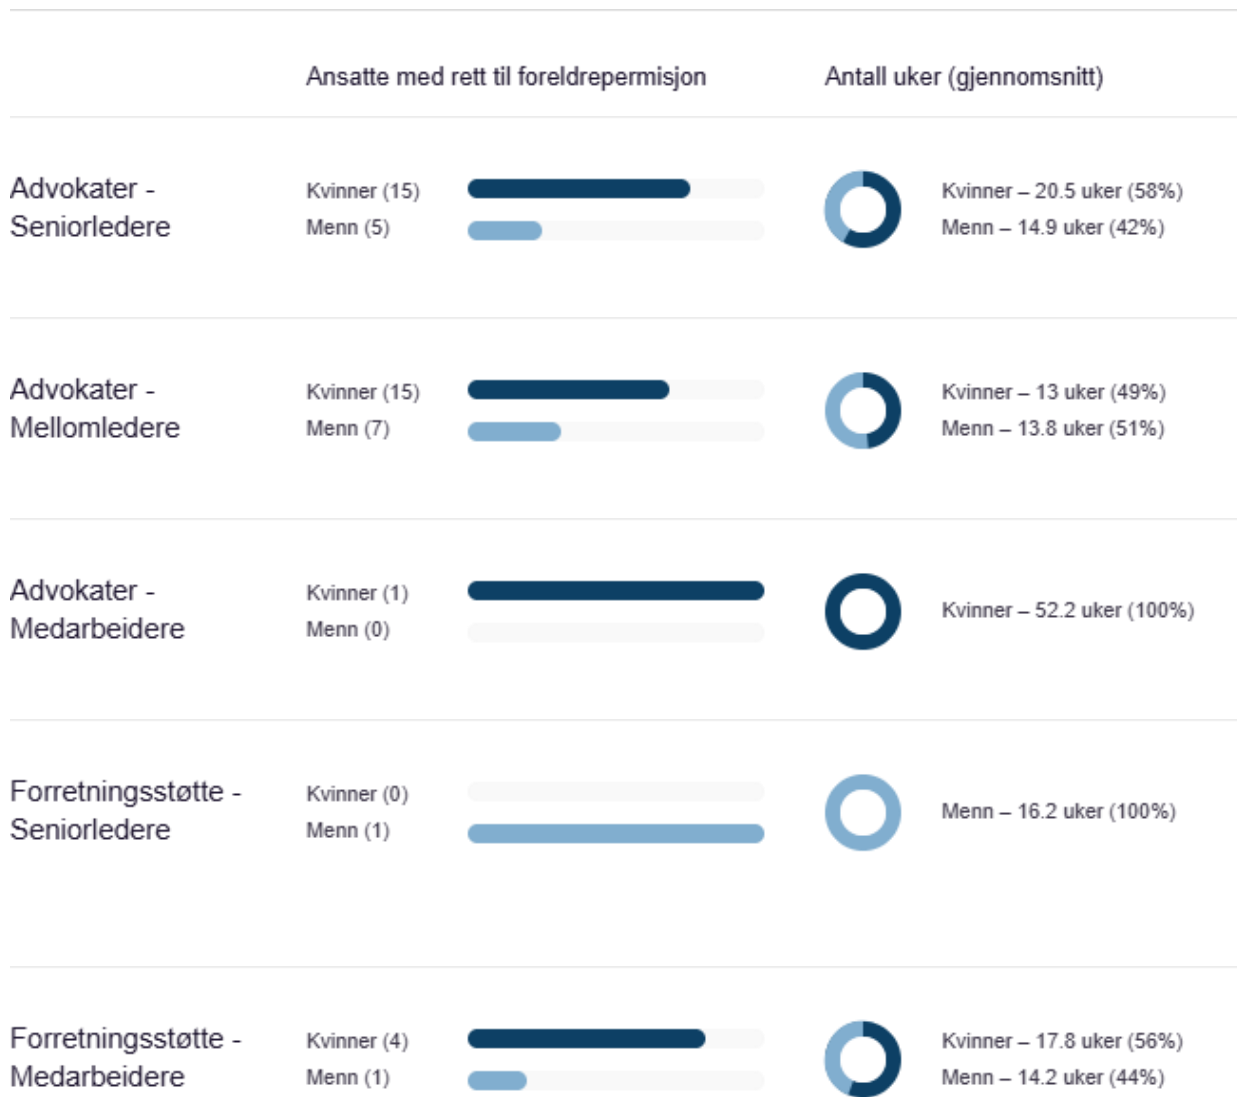 Ansatte med rett til foreldrepermisjon
Antall uker (gjennomsnitt)
Advokater -
Seniorledere
Kvinner (15)
Menn (5)
Kvinner – 20.5 uker (58%)
Menn – 14.9 uker (42%)
Advokater -
Mellomledere
Kvinner (15)
Menn (7)
Kvinner – 13 uker (49%)
Menn – 13.8 uker (51%)
Advokater -
Medarbeidere
Kvinner (1)
Menn (0)
Kvinner – 52.2 uker (100%)
Forretningsstøtte -
Seniorledere
Kvinner (0)
Menn (1)
Menn – 16.2 uker (100%)
Forretningsstøtte -
Medarbeidere
Kvinner (4)
Menn (1)
Kvinner – 17.8 uker (56%)
Menn – 14.2 uker (44%)